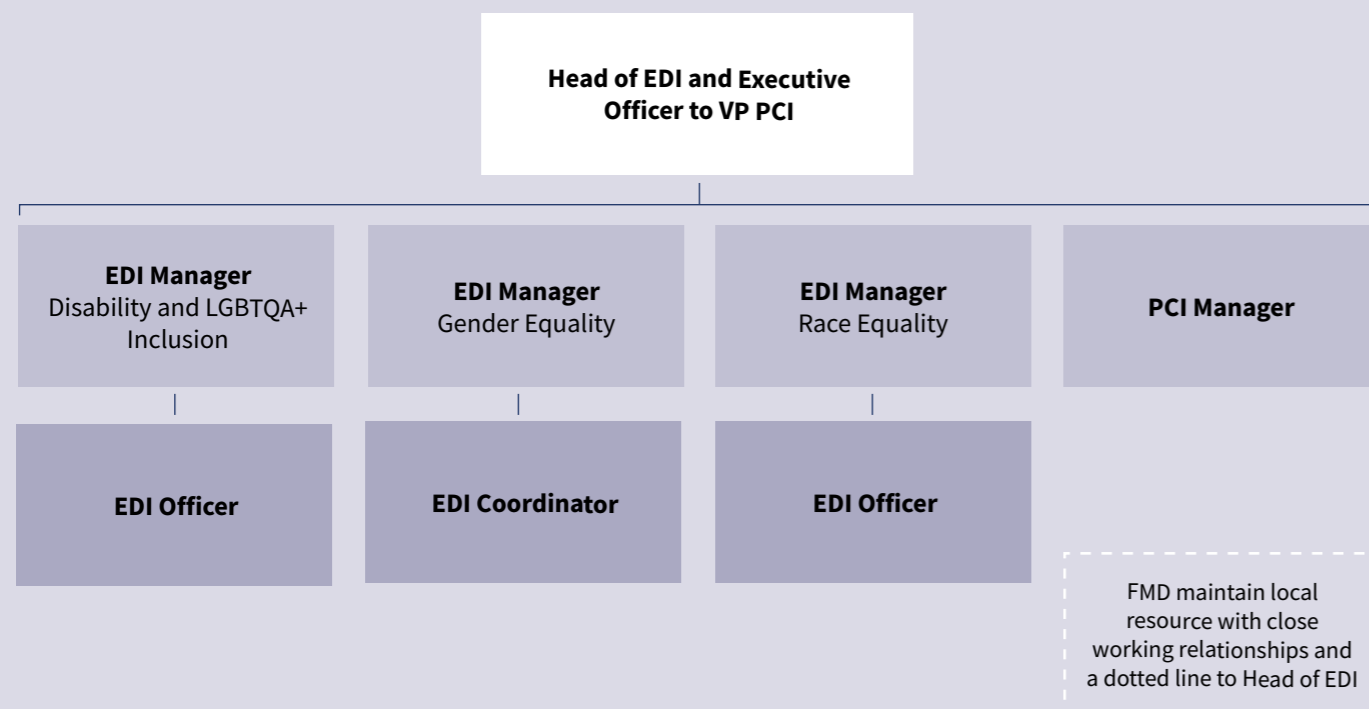 Head of EDI and Executive
Officer to VP PCI
EDI Manager
Disability and LGBTQA+
Inclusion
EDI Manager
Gender Equality
EDI Manager
Race Equality
PCI Manager
EDI Officer
EDI Coordinator
EDI Officer
FMD maintain local
resource with close
working relationships and
a dotted line to Head of EDI